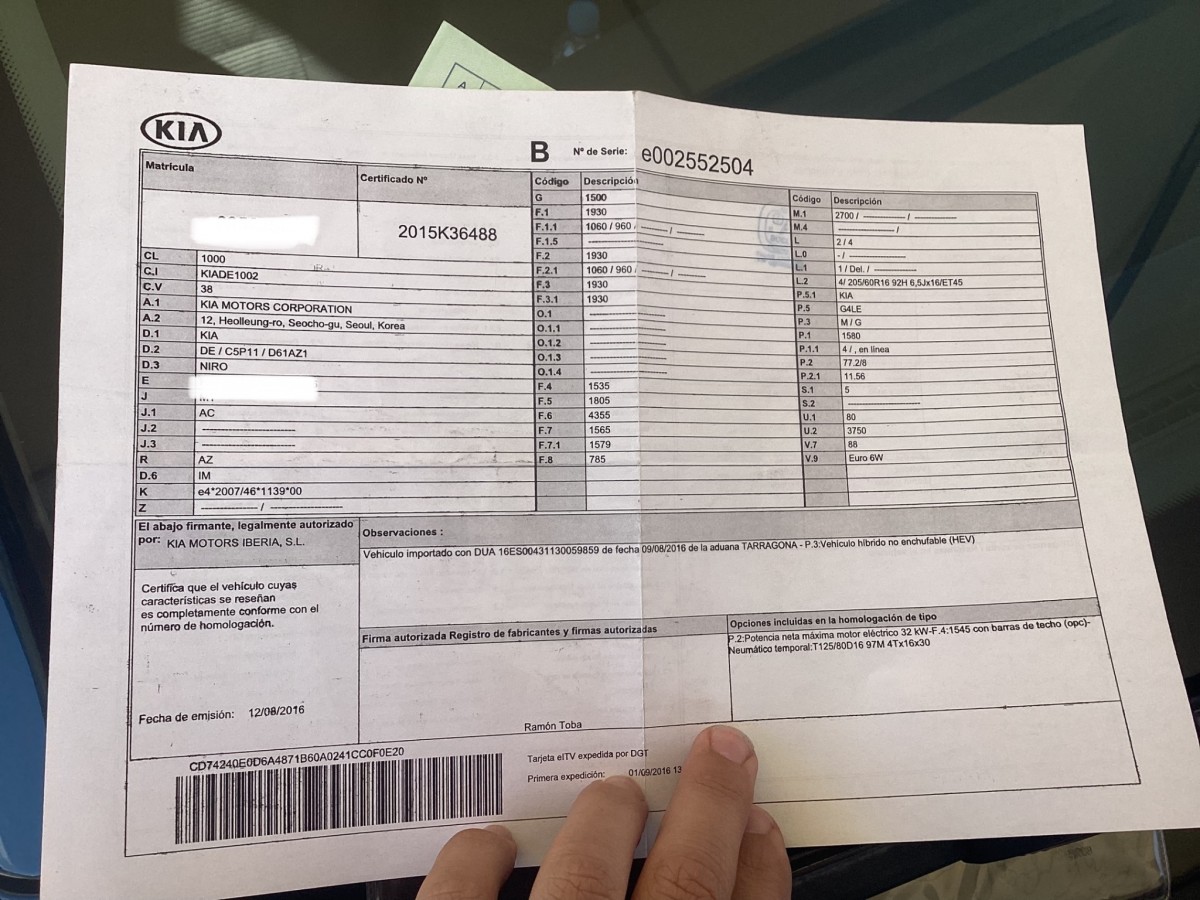 KIA
B Nº de Serie: e002552504
Matrícula
Certificado Nº
2015K36488
CL 1000
C.I KIADE1002
C.V 38
A.1 KIA MOTORS CORPORATION
A.2 12, Heolleung-ro, Seocho-gu, Seoul, Korea
D.1 KIA
D.2 DE / C5P11 / D61AZ1
D.3 NIRO
E
J
J.1 AC
J.2 --------------------
J.3 --------------------
R AZ
D.6 IM
K e4*2007/46*1139*00
Z ------------ / ---------------
Código Descripción
G 1500
F.1 1930
F.1.1 1060 / 960 / ------ / ------
F.1.5 ----------------
F.2 1930
F.2.1 1060 / 960 / ------ / ------
F.3 1930
F.3.1 1930
O.1 ----------------
O.1.1 ----------------
O.1.2 ----------------
O.1.3 ----------------
O.1.4 ----------------
F.4 1535
F.5 1805
F.6 4355
F.7 1565
F.7.1 1579
F.8 785
Código Descripción
M.1 2700 / --------- / ---------
M.4 ------------ /
L 2 / 4
L.0 - / ------------
L.1 1 / Del. / ---------
L.2 4/ 205/60R16 92H 6,5Jx16/ET45
P.5.1 KIA
P.5 G4LE
P.3 M / G
P.1 1580
P.1.1 4 / , en línea
P.2 77.2/8
P.2.1 11.56
S.1 5
S.2 ----------------
U.1 80
U.2 3750
V.7 88
V.9 Euro 6W
El abajo firmante, legalmente autorizado
por: KIA MOTORS IBERIA, S.L.
Certifica que el vehículo cuyas
características se reseñan
es completamente conforme con el
número de homologación.
Fecha de emisión: 12/08/2016
Observaciones :
Vehículo importado con DUA 16ES00431130059859 de fecha 09/08/2016 de la aduana TARRAGONA - P.3:Vehículo híbrido no enchufable (HEV)
Firma autorizada Registro de fabricantes y firmas autorizadas
Ramón Toba
Opciones incluidas en la homologación de tipo
P.2:Potencia neta máxima motor eléctrico 32 kW-F.4:1545 con barras de techo (opc)-
Neumático temporal:T125/80D16 97M 4Tx16x30
CD74240E0D6A4871B60A0241CC0F0E20
Tarjeta eITV expedida por DGT
Primera expedición: 01/09/2016 13